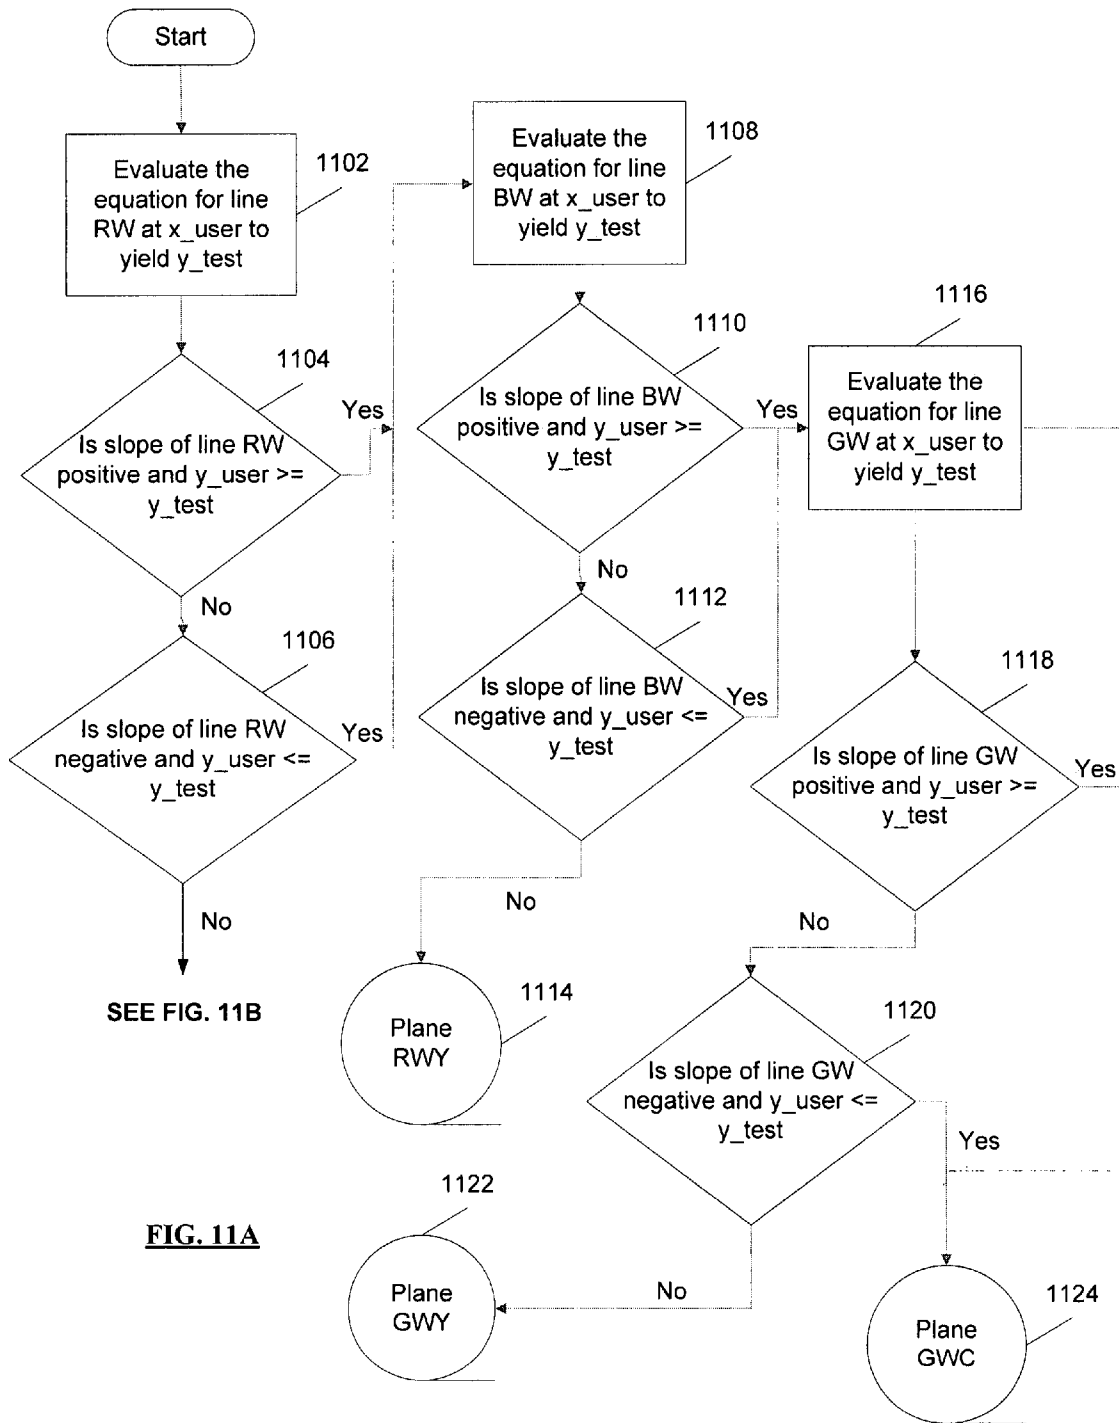 Start
Evaluate the
equation for line
RW at x_user to
yield y_test
1102
Is slope of line RW
positive and y_user >=
y_test
1104
Yes
No
Is slope of line RW
negative and y_user <=
y_test
1106
Yes
No
SEE FIG. 11B
Evaluate the
equation for line
BW at x_user to
yield y_test
1108
Is slope of line BW
positive and y_user >=
y_test
1110
Yes
No
Is slope of line BW
negative and y_user <=
y_test
1112
Yes
No
Plane
RWY
1114
Evaluate the
equation for line
GW at x_user to
yield y_test
1116
Is slope of line GW
positive and y_user >=
y_test
1118
Yes
No
Is slope of line GW
negative and y_user <=
y_test
1120
Yes
No
Plane
GWY
1122
Plane
GWC
1124
FIG. 11A